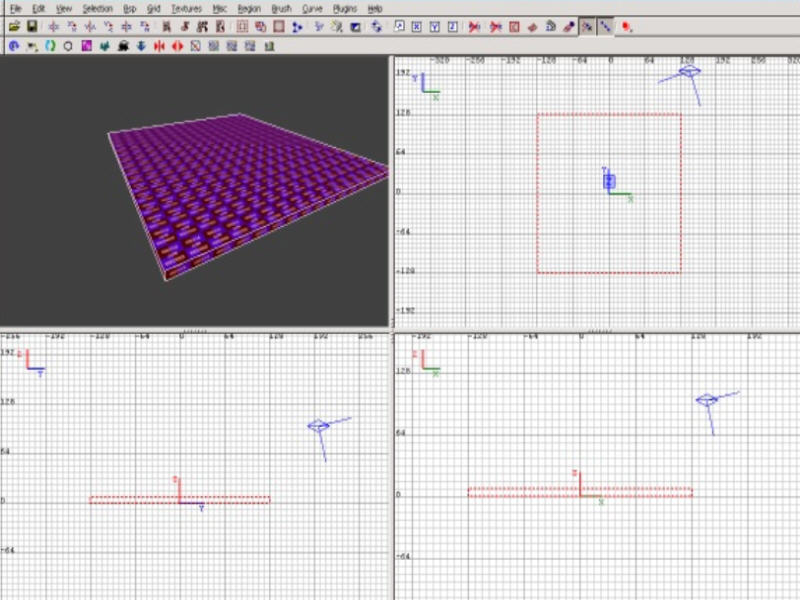 File Edit View Selection Bsp Grid Textures Misc Region Brush Curve Plugins Help
X Y Z
-320 -256 -192 -128 -64 0 64 128 192 256 320
192
Y
X
128
64
Y
0
X
-64
-128
-192
-256 -192 -128 -64 0 64 128 192 256
192
Z
Y
128
64
Z
0
Y
-64
-192 -128 -64 0 64 128 192
Z
X
128
64
Z
0
X
-64